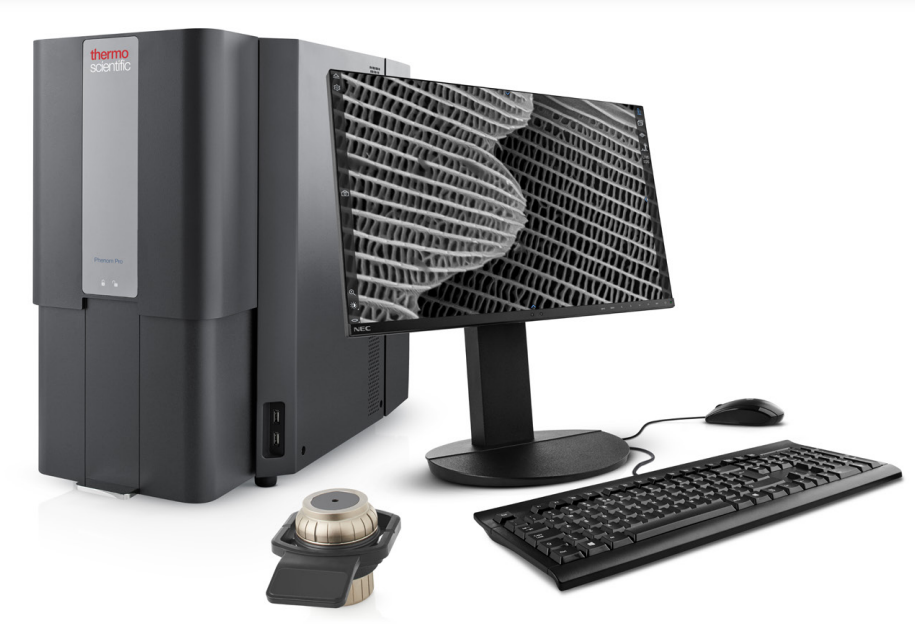 thermo
scientific
Phenom Pro
NEC